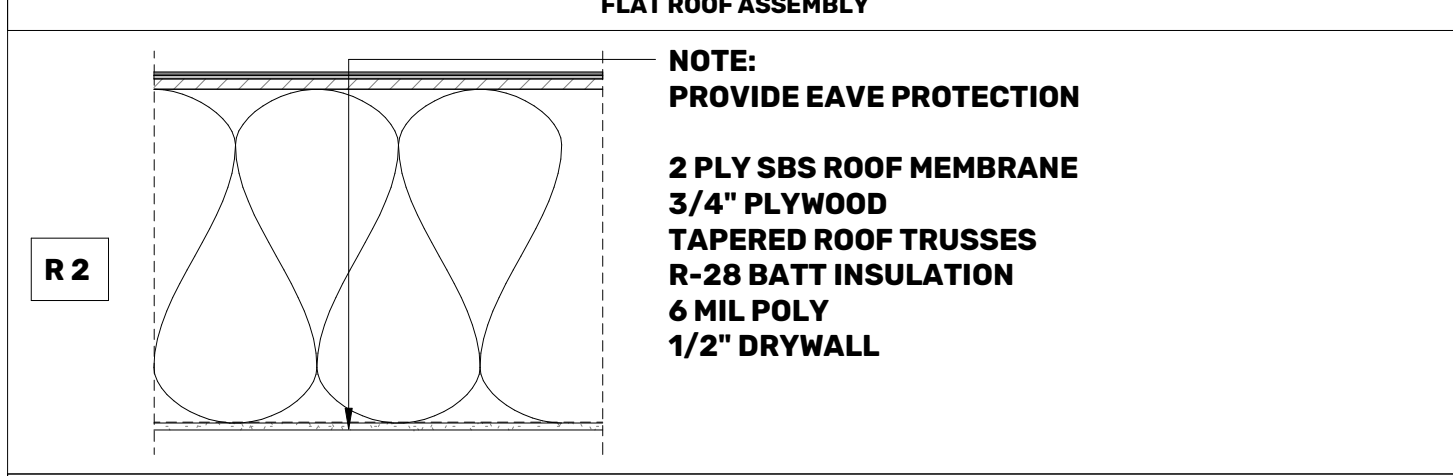 FLAT ROOF ASSEMBLY
NOTE:
PROVIDE EAVE PROTECTION
2 PLY SBS ROOF MEMBRANE
3/4" PLYWOOD
TAPERED ROOF TRUSSES
R-28 BATT INSULATION
6 MIL POLY
1/2" DRYWALL
R 2